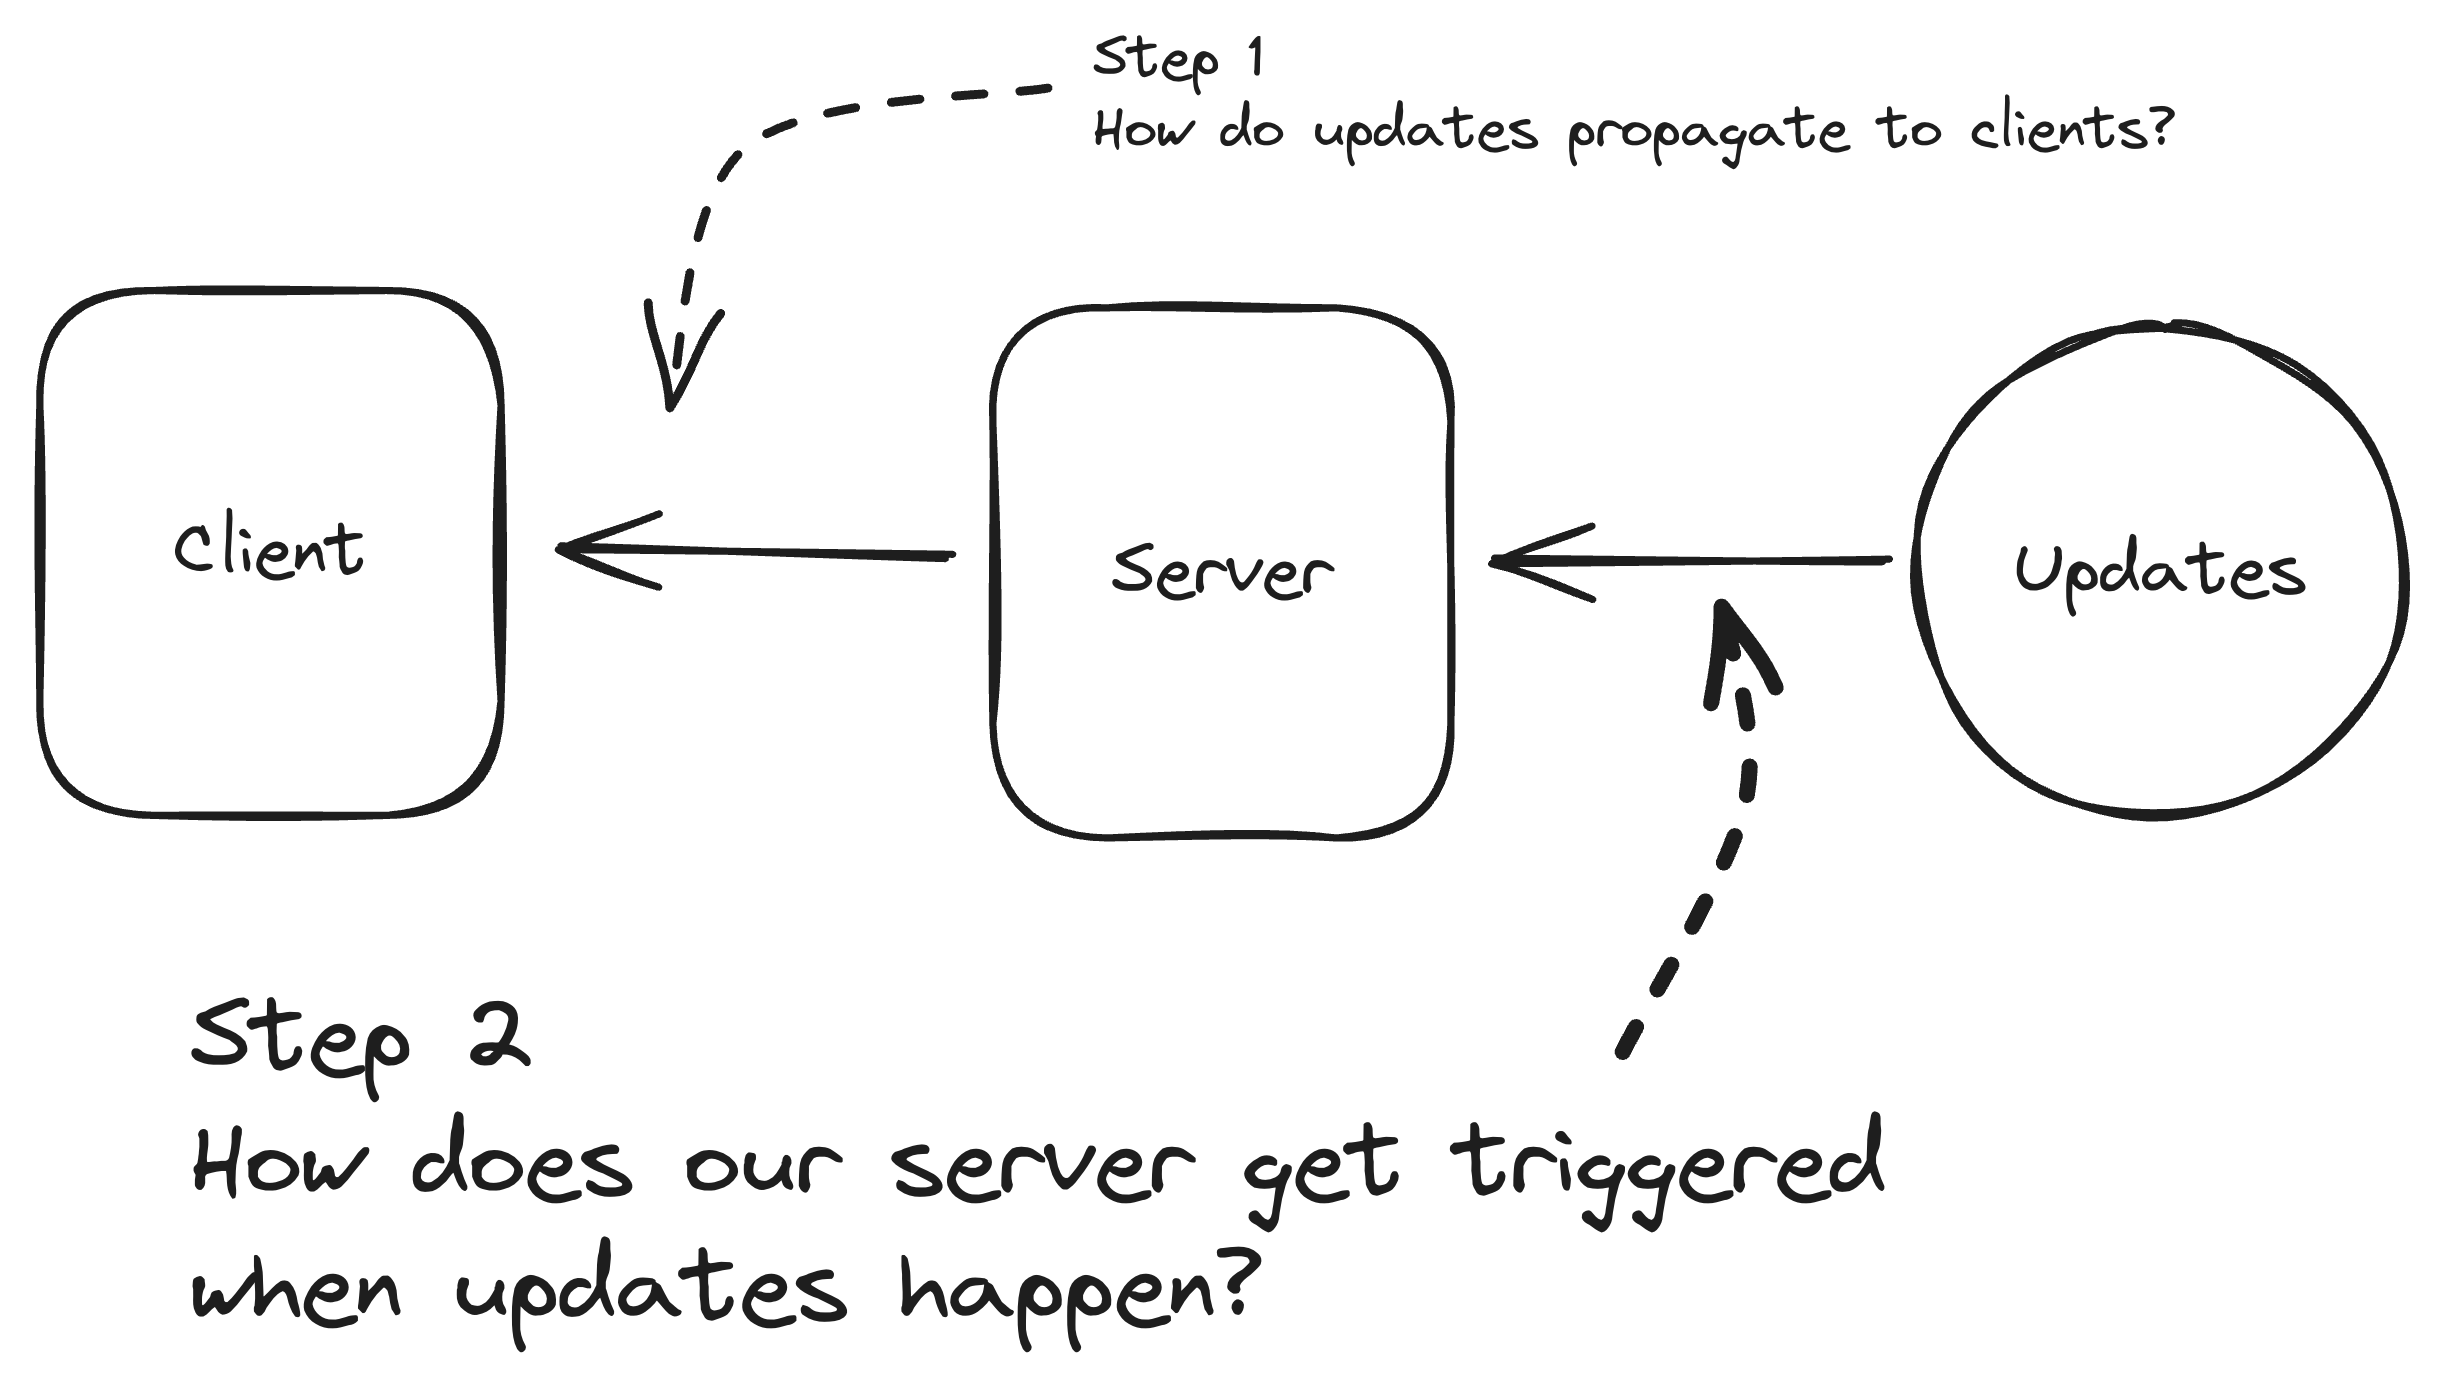 Step 1
How do updates propagate to clients?
Client
Server
Updates
Step 2
How does our server get triggered
when updates happen?